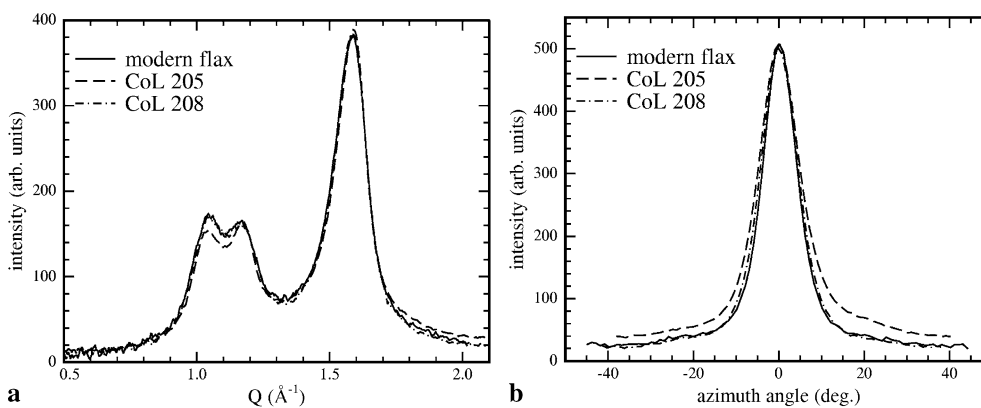 400
300
200
100
0
intensity (arb. units)
modern flax
CoL 205
CoL 208
0.5
1.0
1.5
2.0
Q (Å⁻¹)
a
500
400
300
200
100
0
intensity (arb. units)
modern flax
CoL 205
CoL 208
-40
-20
0
20
40
azimuth angle (deg.)
b